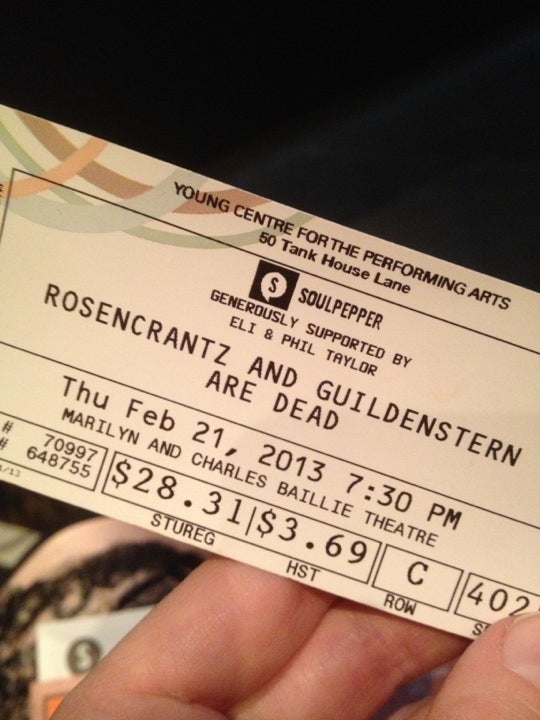 YOUNG CENTRE FOR THE PERFORMING ARTS
50 Tank House Lane
S SOULPEPPER
GENEROUSLY SUPPORTED BY
ELI & PHIL TAYLOR
ROSENCRANTZ AND GUILDENSTERN
ARE DEAD
Thu Feb 21, 2013 7:30 PM
MARILYN AND CHARLES BAILLIE THEATRE
# 70997
# 648755
$28.31 $3.69 C 402
STUREG HST ROW